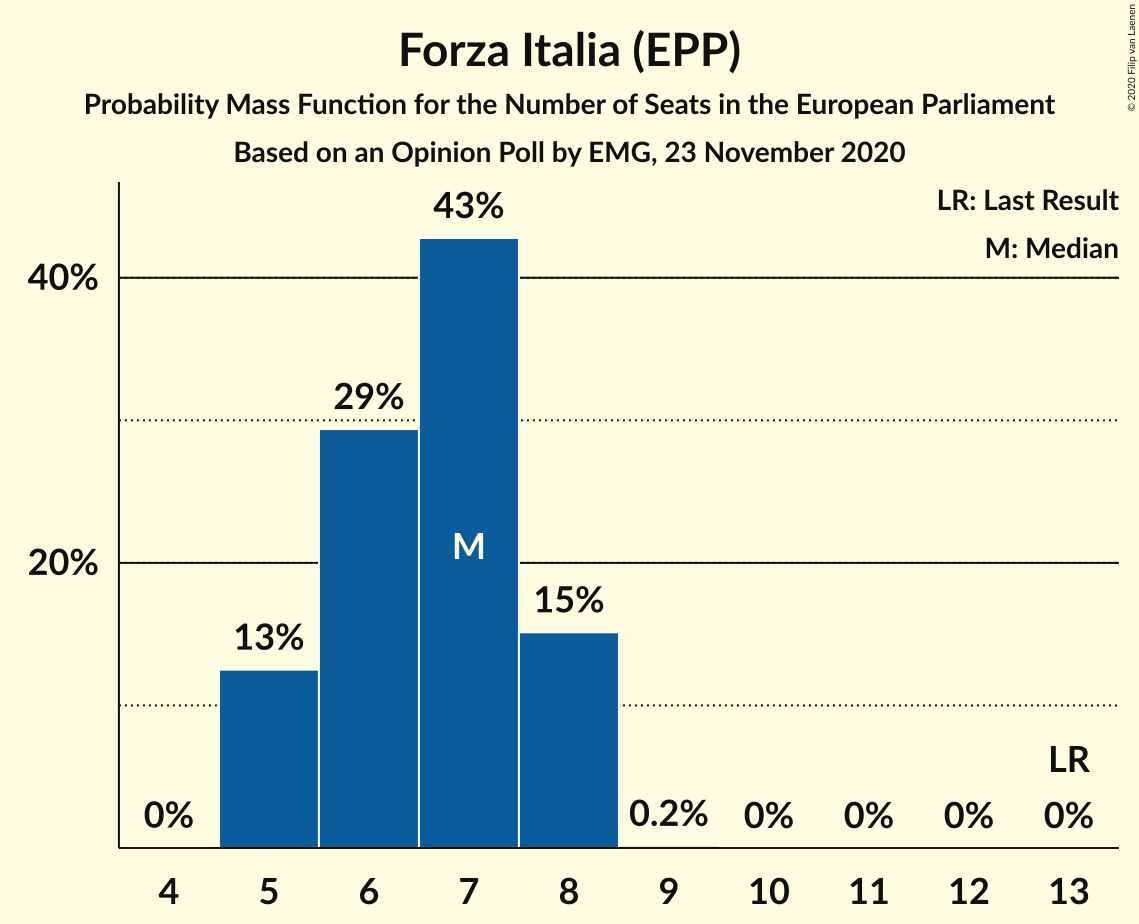 Forza Italia (EPP)
Probability Mass Function for the Number of Seats in the European Parliament
Based on an Opinion Poll by EMG, 23 November 2020
© 2020 Filip van Laenen
LR: Last Result
M: Median
43%
40%
29%
M
20%
15%
13%
LR
0%
0.2%
0%
0%
0%
0%
4 5 6 7 8 9 10 11 12 13